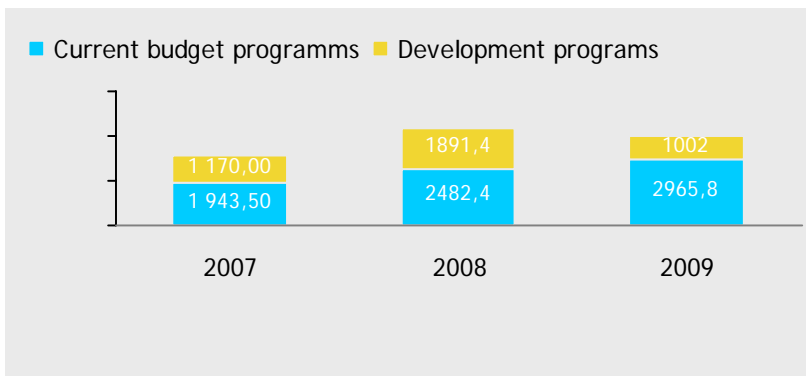 Current budget programms Development programs
1 170,00 1891,4 1002
1 943,50 2482,4 2965,8
2007 2008 2009